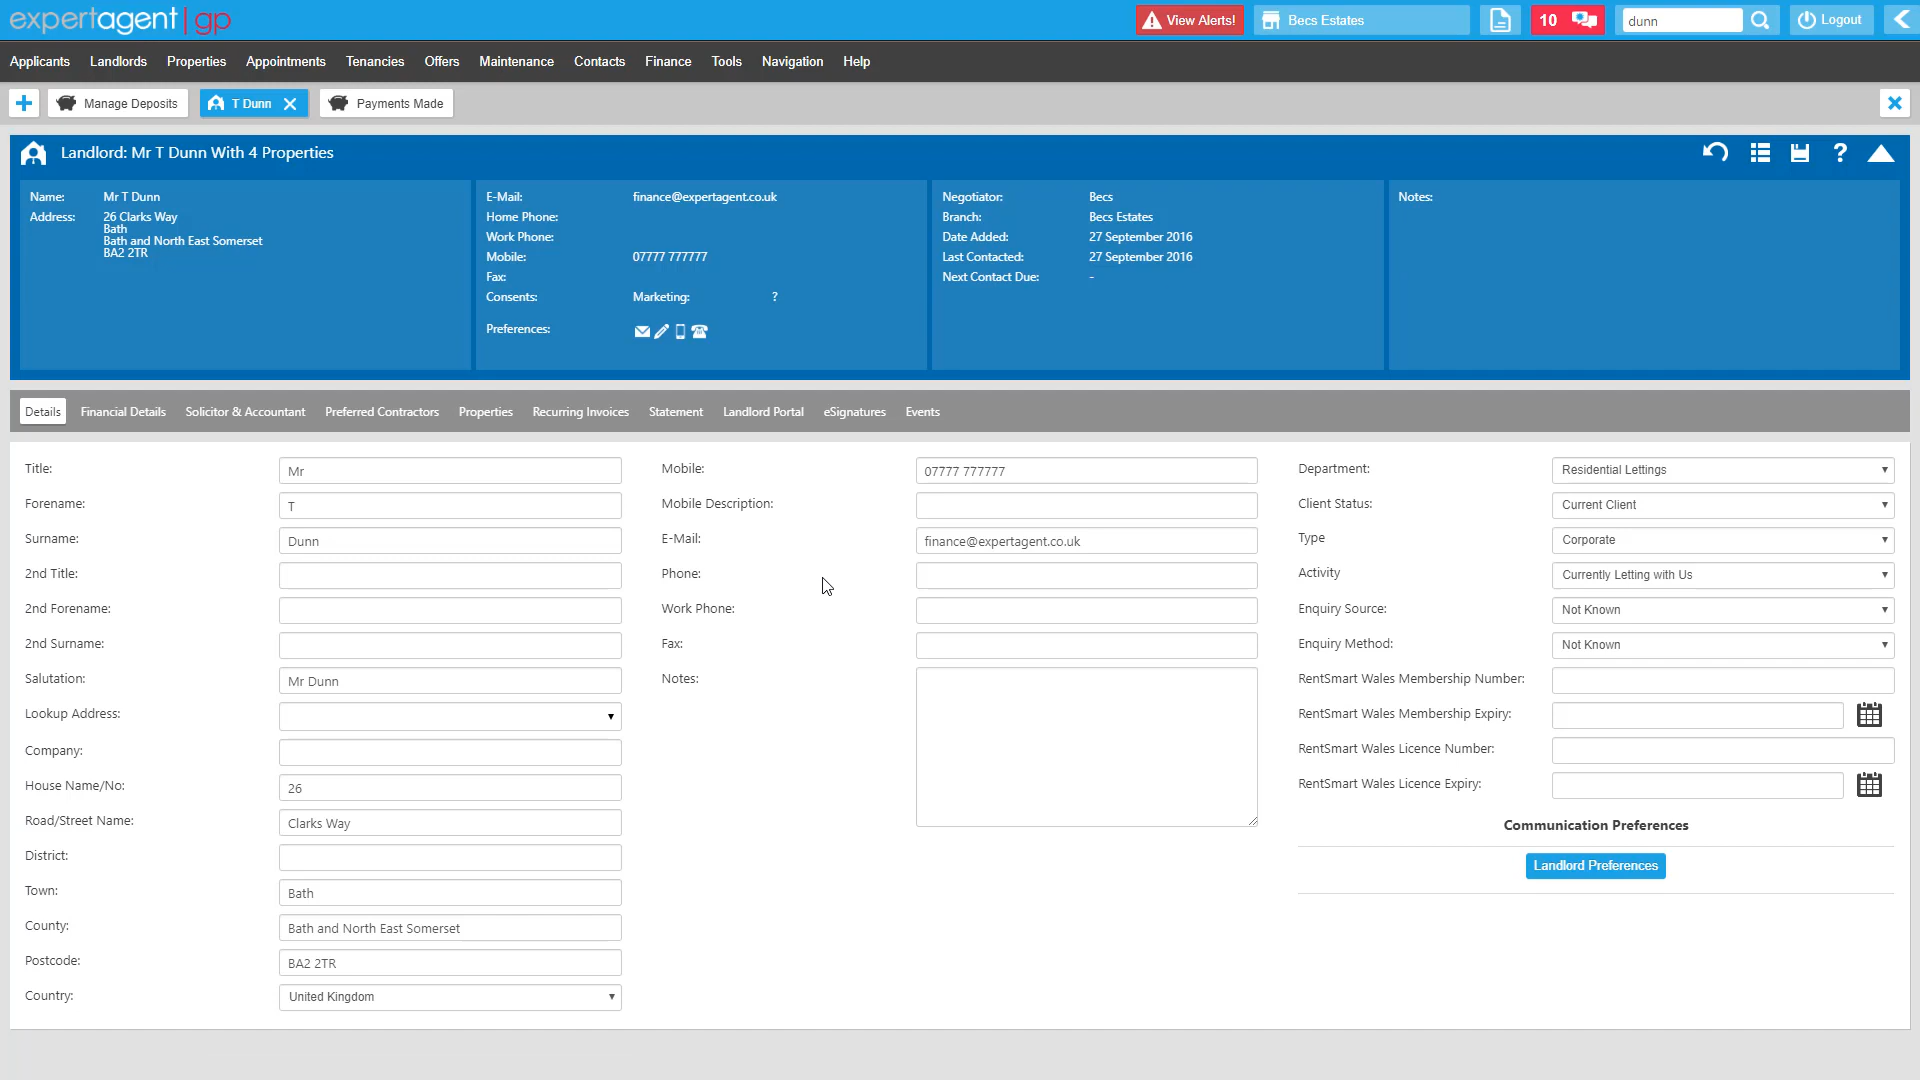 expertagent | gp
View Alerts!
Becs Estates
10
dunn
Logout
Applicants Landlords Properties Appointments Tenancies Offers Maintenance Contacts Finance Tools Navigation Help
Manage Deposits
T Dunn
Payments Made
Landlord: Mr T Dunn With 4 Properties
?
Name: Mr T Dunn
Address: 26 Clarks Way
Bath
Bath and North East Somerset
BA2 2TR
E-Mail: finance@expertagent.co.uk
Home Phone:
Work Phone:
Mobile: 07777 777777
Fax:
Consents: Marketing: ?
Preferences:
Negotiator: Becs
Branch: Becs Estates
Date Added: 27 September 2016
Last Contacted: 27 September 2016
Next Contact Due: -
Notes:
Details Financial Details Solicitor & Accountant Preferred Contractors Properties Recurring Invoices Statement Landlord Portal eSignatures Events
Title: Mr
Forename: T
Surname: Dunn
2nd Title:
2nd Forename:
2nd Surname:
Salutation: Mr Dunn
Lookup Address:
Company:
House Name/No: 26
Road/Street Name: Clarks Way
District:
Town: Bath
County: Bath and North East Somerset
Postcode: BA2 2TR
Country: United Kingdom
Mobile: 07777 777777
Mobile Description:
E-Mail: finance@expertagent.co.uk
Phone:
Work Phone:
Fax:
Notes:
Department: Residential Lettings
Client Status: Current Client
Type Corporate
Activity Currently Letting with Us
Enquiry Source: Not Known
Enquiry Method: Not Known
RentSmart Wales Membership Number:
RentSmart Wales Membership Expiry:
RentSmart Wales Licence Number:
RentSmart Wales Licence Expiry:
Communication Preferences
Landlord Preferences